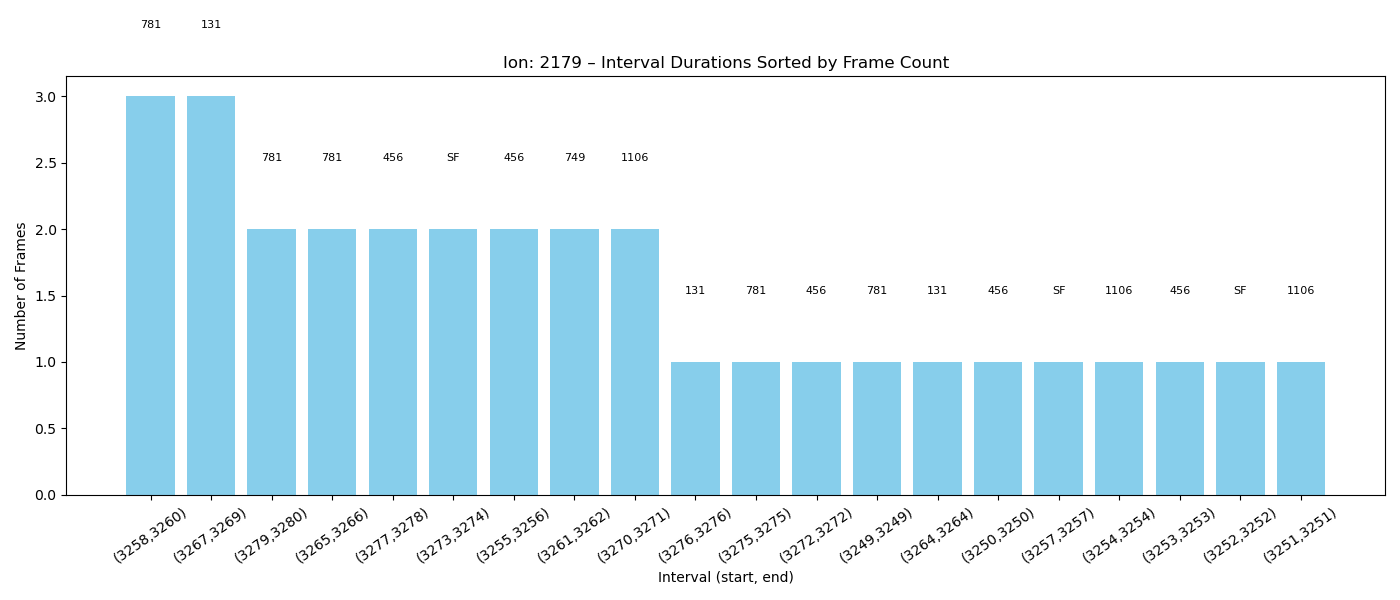 781 131
Ion: 2179 – Interval Durations Sorted by Frame Count
3.0
2.5
2.0
1.5
1.0
0.5
0.0
Number of Frames
781 781 456 SF 456 749 1106
131 781 456 781 131 456 SF 1106 456 SF 1106
(3258,3260) (3267,3269) (3279,3280) (3265,3266) (3277,3278) (3273,3274) (3255,3256) (3261,3262) (3270,3271) (3276,3276) (3275,3275) (3272,3272) (3249,3249) (3264,3264) (3250,3250) (3257,3257) (3254,3254) (3253,3253) (3252,3252) (3251,3251)
Interval (start, end)